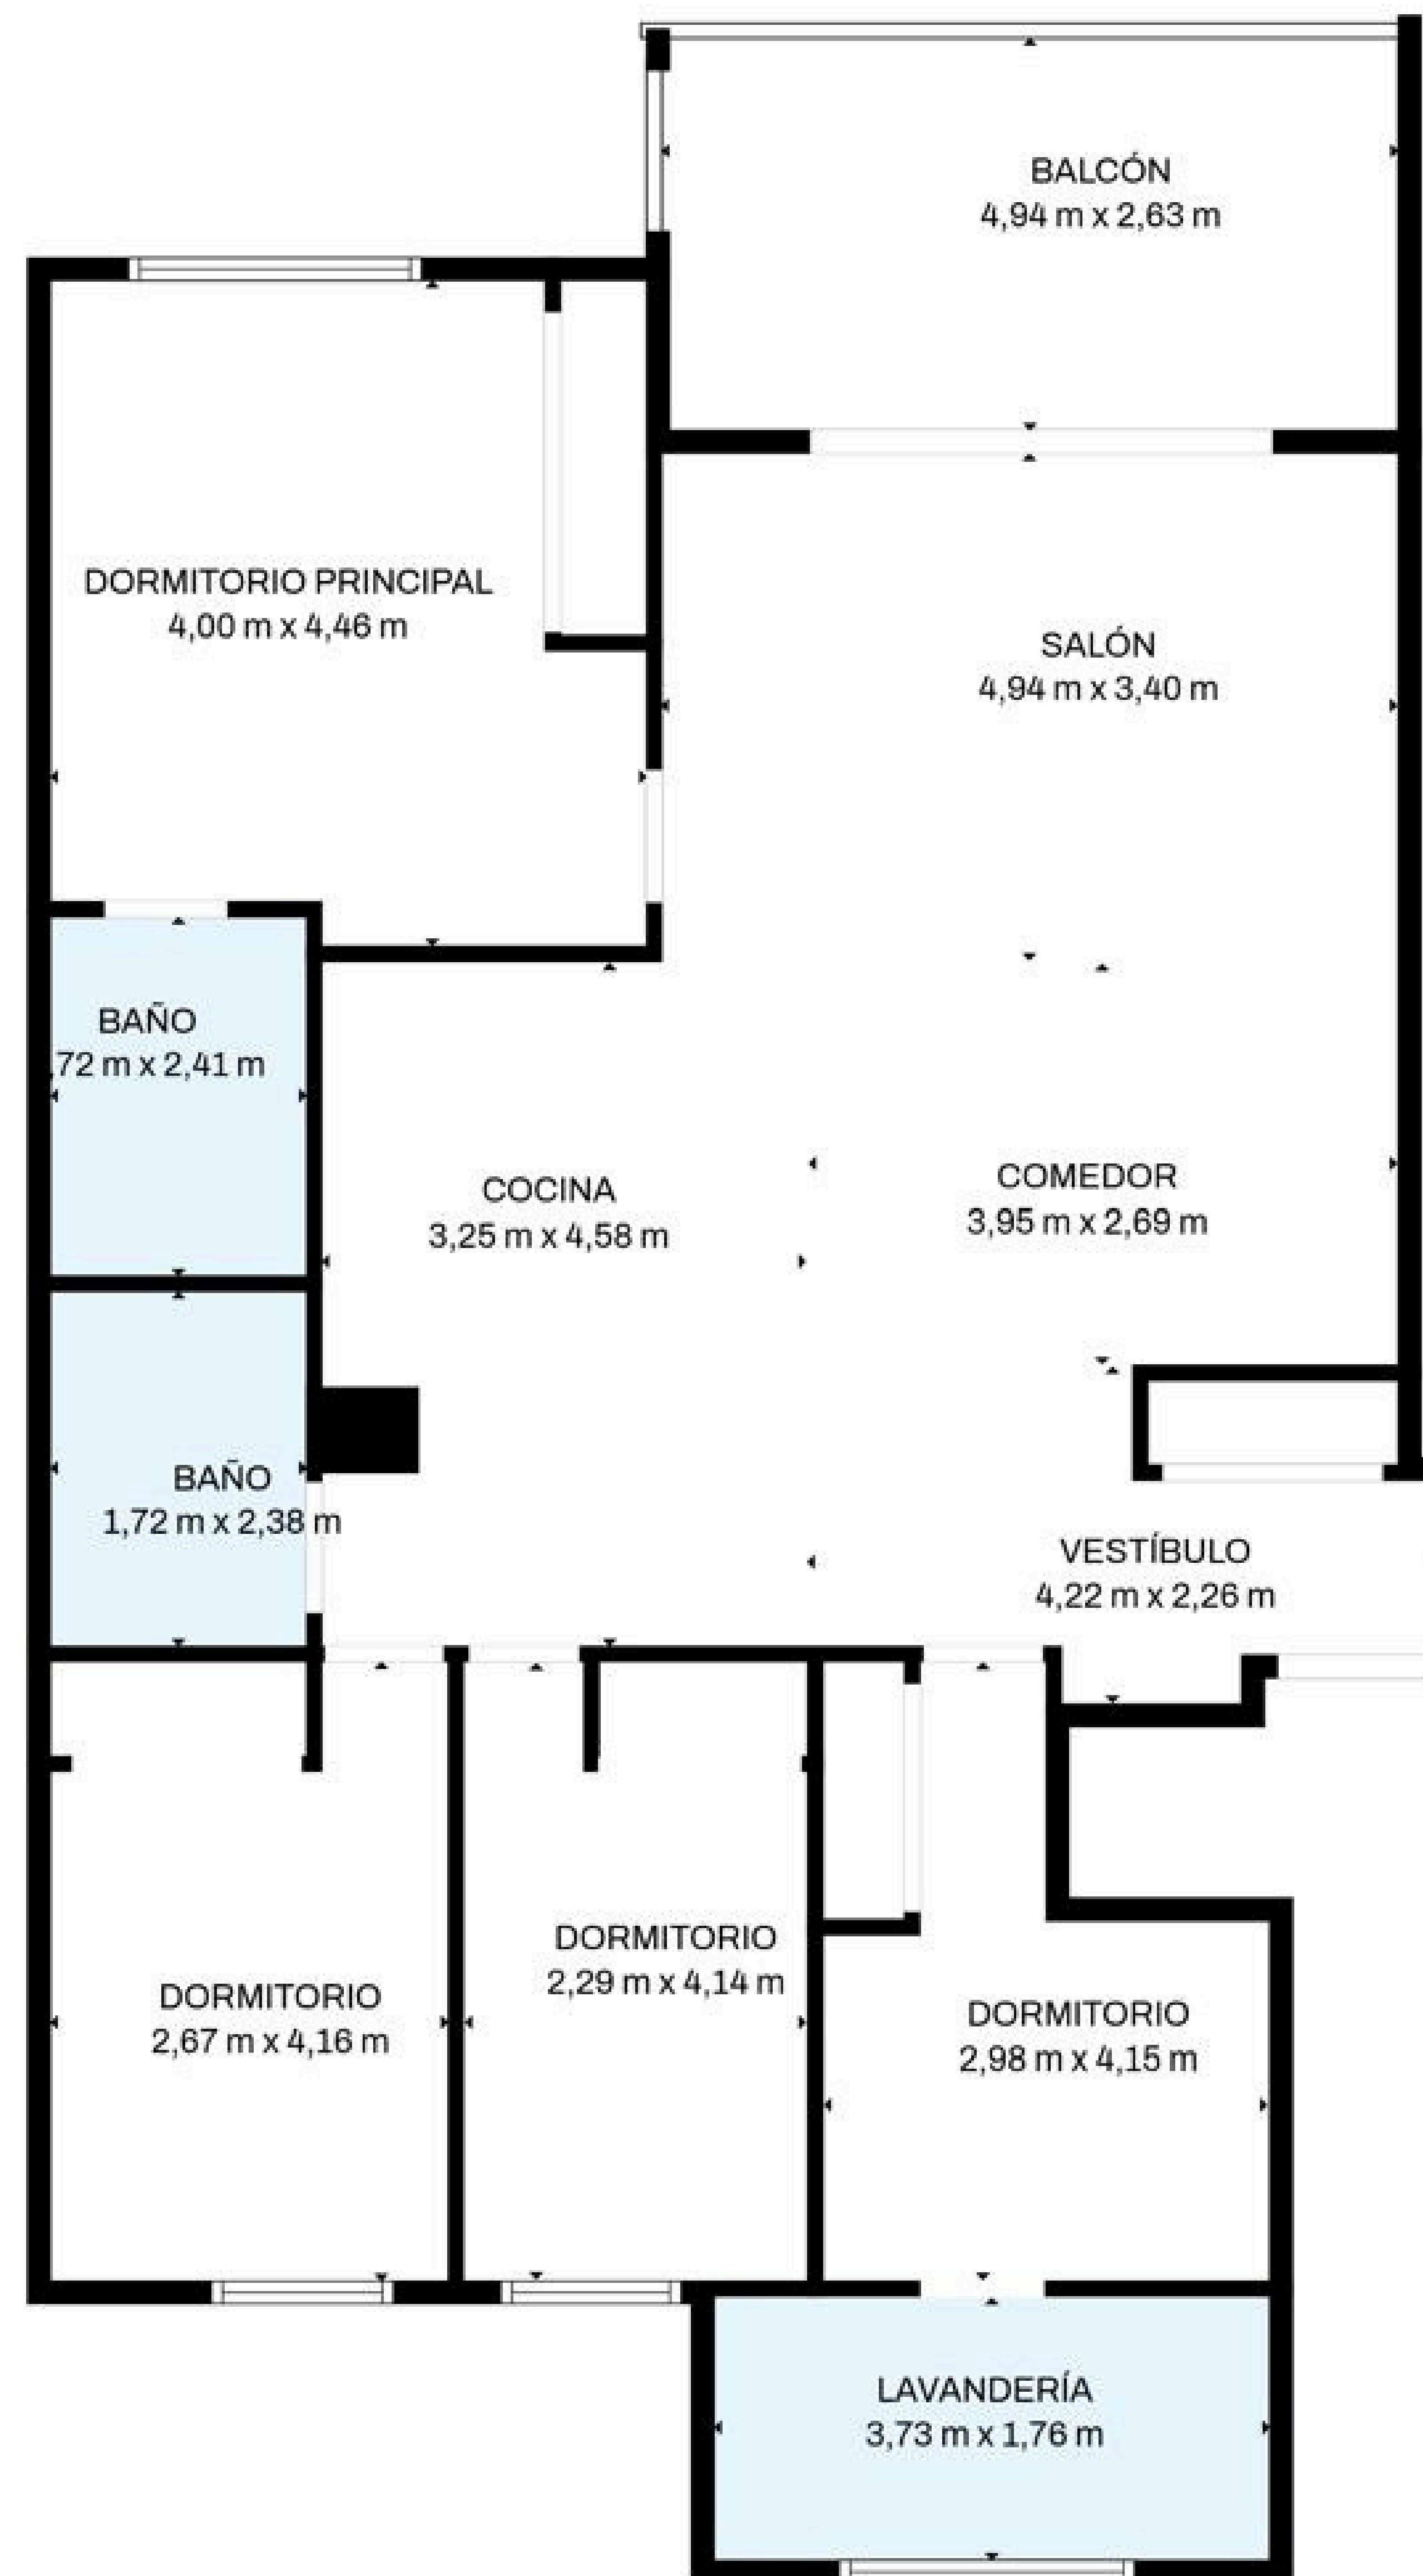 BALCÓN
4,94 m x 2,63 m
DORMITORIO PRINCIPAL
4,00 m x 4,46 m
SALÓN
4,94 m x 3,40 m
BAÑO
,72 m x 2,41 m
COCINA
3,25 m x 4,58 m
COMEDOR
3,95 m x 2,69 m
BAÑO
1,72 m x 2,38 m
VESTÍBULO
4,22 m x 2,26 m
DORMITORIO
2,67 m x 4,16 m
DORMITORIO
2,29 m x 4,14 m
DORMITORIO
2,98 m x 4,15 m
LAVANDERÍA
3,73 m x 1,76 m